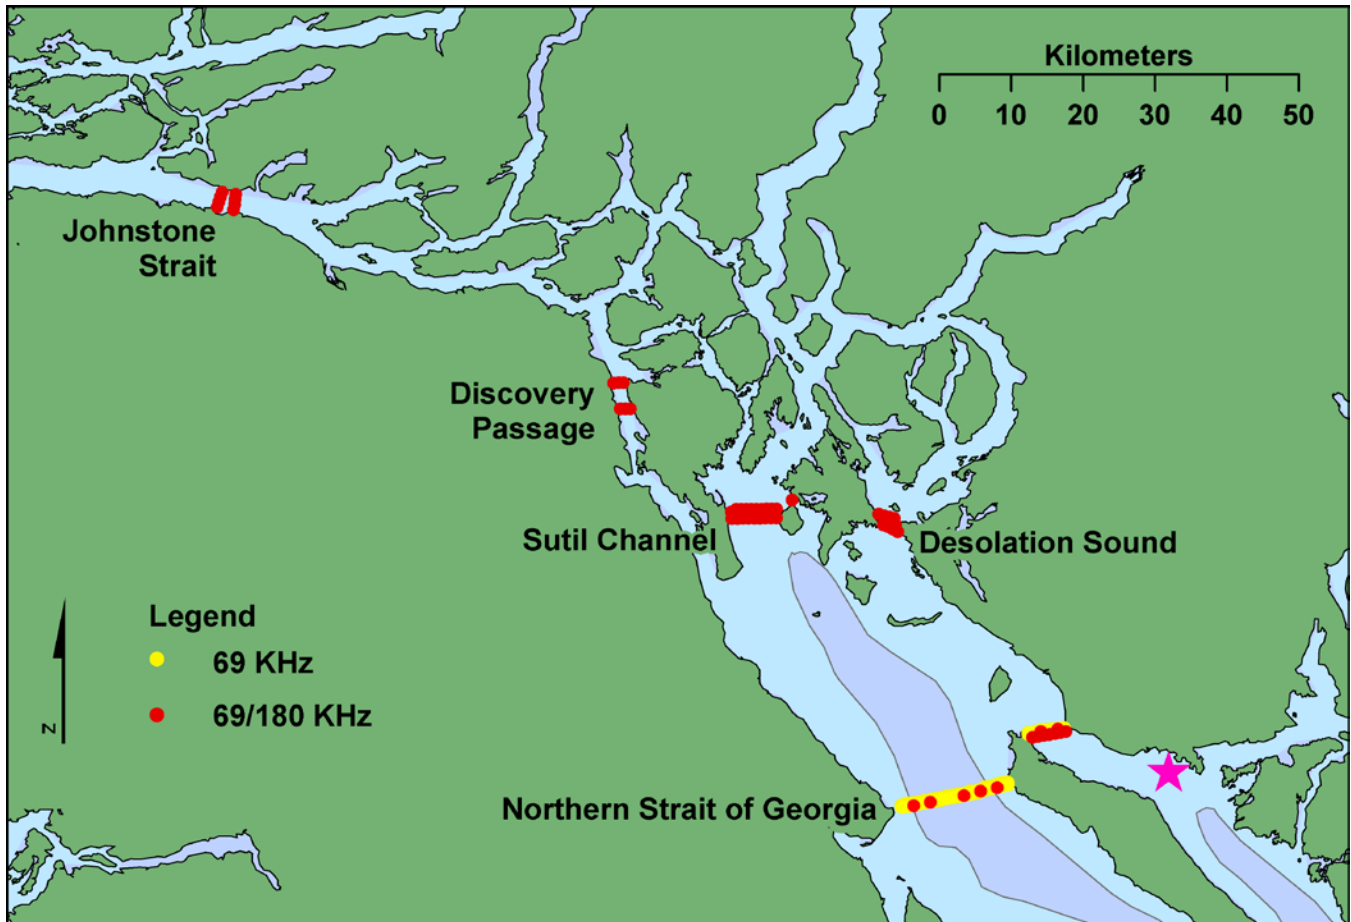 Kilometers
0 10 20 30 40 50
Johnstone
Strait
Discovery
Passage
Sutil Channel
Desolation Sound
Legend
69 KHz
69/180 KHz
N
Northern Strait of Georgia